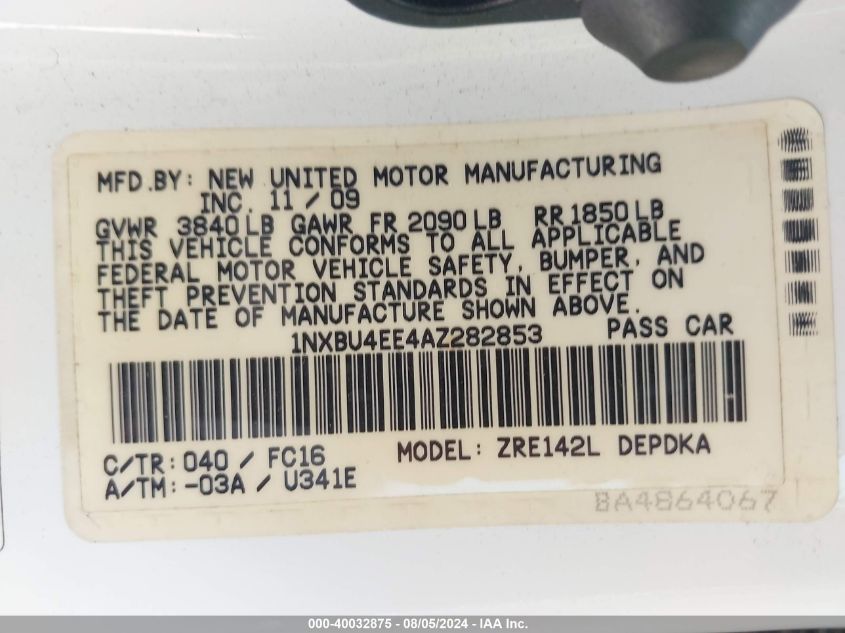 MFD.BY: NEW UNITED MOTOR MANUFACTURING
INC. 11 / 09
GVWR 3840 LB GAWR FR 2090 LB RR 1850 LB
THIS VEHICLE CONFORMS TO ALL APPLICABLE
FEDERAL MOTOR VEHICLE SAFETY, BUMPER, AND
THEFT PREVENTION STANDARDS IN EFFECT ON
THE DATE OF MANUFACTURE SHOWN ABOVE.
1NXBU4EE4AZ282853 PASS CAR
C/TR: 040 / FC16 MODEL: ZRE142L DEPDKA
A/TM: -03A / U341E
BA4864067
000-40032875 - 08/05/2024 - IAA Inc.